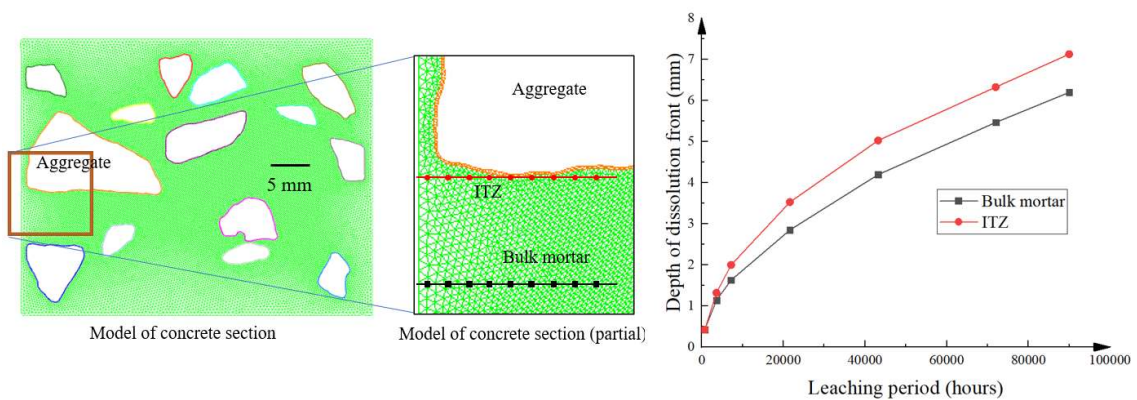 Aggregate
5 mm
Model of concrete section
Aggregate
ITZ
Bulk mortar
Model of concrete section (partial)
Depth of dissolution front (mm)
8
7
6
5
4
3
2
1
0
Bulk mortar
ITZ
0 20000 40000 60000 80000 100000
Leaching period (hours)